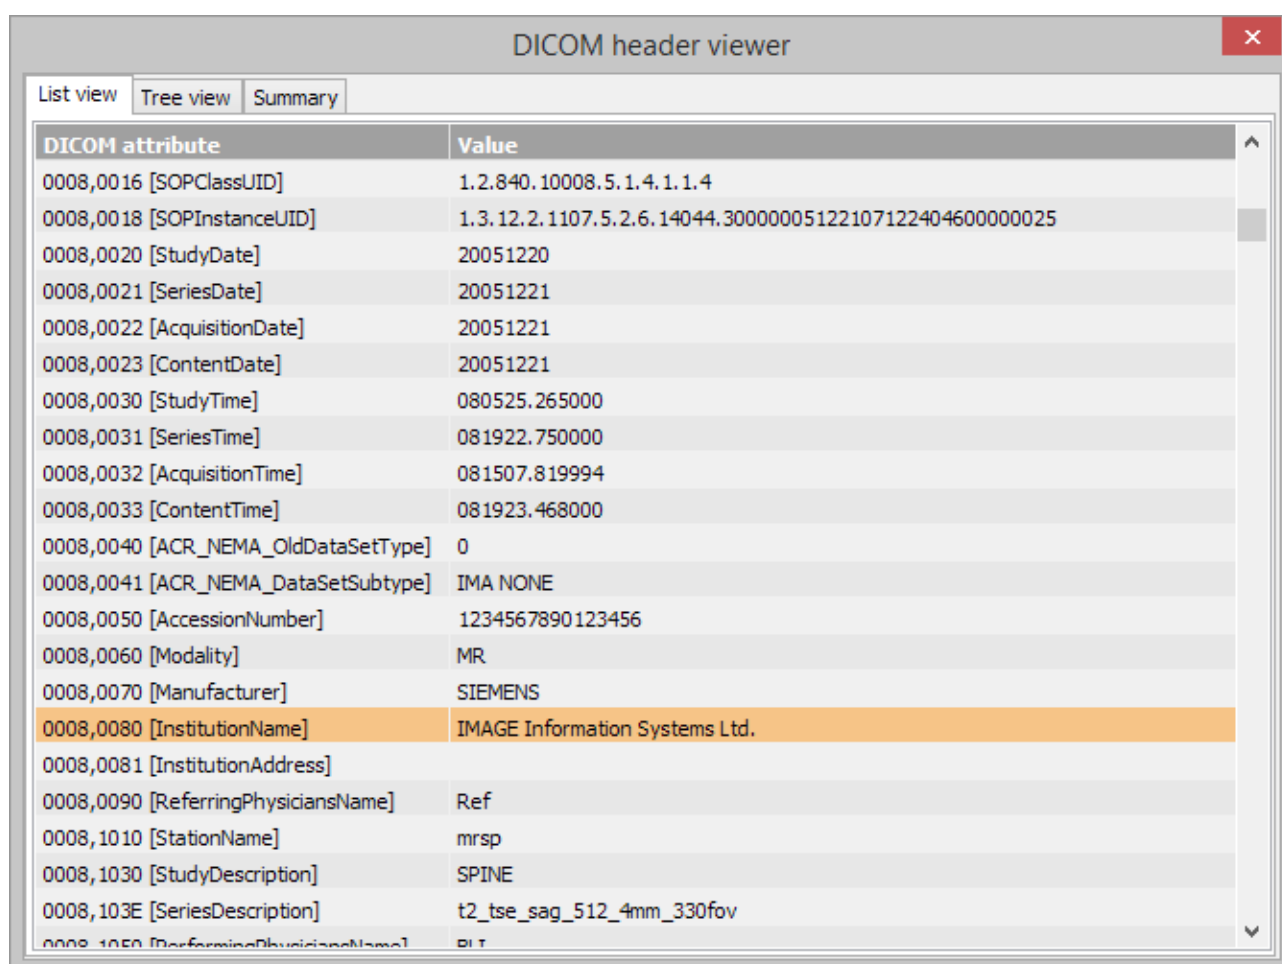 DICOM header viewer
List view Tree view Summary
DICOM attribute Value
0008,0016 [SOPClassUID] 1.2.840.10008.5.1.4.1.1.4
0008,0018 [SOPInstanceUID] 1.3.12.2.1107.5.2.6.14044.30000005122107122404600000025
0008,0020 [StudyDate] 20051220
0008,0021 [SeriesDate] 20051221
0008,0022 [AcquisitionDate] 20051221
0008,0023 [ContentDate] 20051221
0008,0030 [StudyTime] 080525.265000
0008,0031 [SeriesTime] 081922.750000
0008,0032 [AcquisitionTime] 081507.819994
0008,0033 [ContentTime] 081923.468000
0008,0040 [ACR_NEMA_OldDataSetType] 0
0008,0041 [ACR_NEMA_DataSetSubtype] IMA NONE
0008,0050 [AccessionNumber] 1234567890123456
0008,0060 [Modality] MR
0008,0070 [Manufacturer] SIEMENS
0008,0080 [InstitutionName] IMAGE Information Systems Ltd.
0008,0081 [InstitutionAddress]
0008,0090 [ReferringPhysiciansName] Ref
0008,1010 [StationName] mrsp
0008,1030 [StudyDescription] SPINE
0008,103E [SeriesDescription] t2_tse_sag_512_4mm_330fov
0008,1050 [PerformingPhysiciansName]